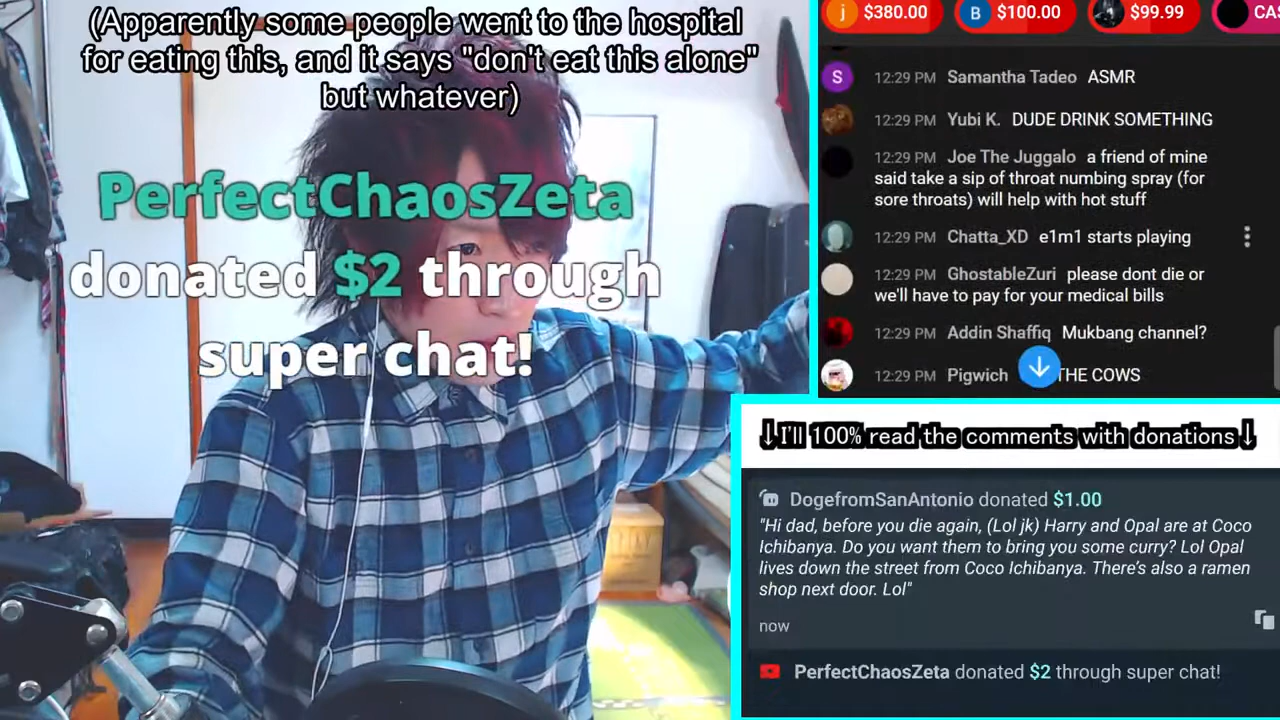 (Apparently some people went to the hospital
for eating this, and it says "don't eat this alone"
but whatever)
PerfectChaosZeta
donated $2 through
super chat!
j $380.00 B $100.00 $99.99 CAS
S 12:29 PM Samantha Tadeo ASMR
12:29 PM Yubi K. DUDE DRINK SOMETHING
12:29 PM Joe The Juggalo a friend of mine
said take a sip of throat numbing spray (for
sore throats) will help with hot stuff
12:29 PM Chatta_XD e1m1 starts playing
12:29 PM GhostableZuri please dont die or
we'll have to pay for your medical bills
12:29 PM Addin Shaffiq Mukbang channel?
12:29 PM Pigwich THE COWS
↓I'll 100% read the comments with donations↓
DogefromSanAntonio donated $1.00
"Hi dad, before you die again, (Lol jk) Harry and Opal are at Coco
Ichibanya. Do you want them to bring you some curry? Lol Opal
lives down the street from Coco Ichibanya. There's also a ramen
shop next door. Lol"
now
PerfectChaosZeta donated $2 through super chat!